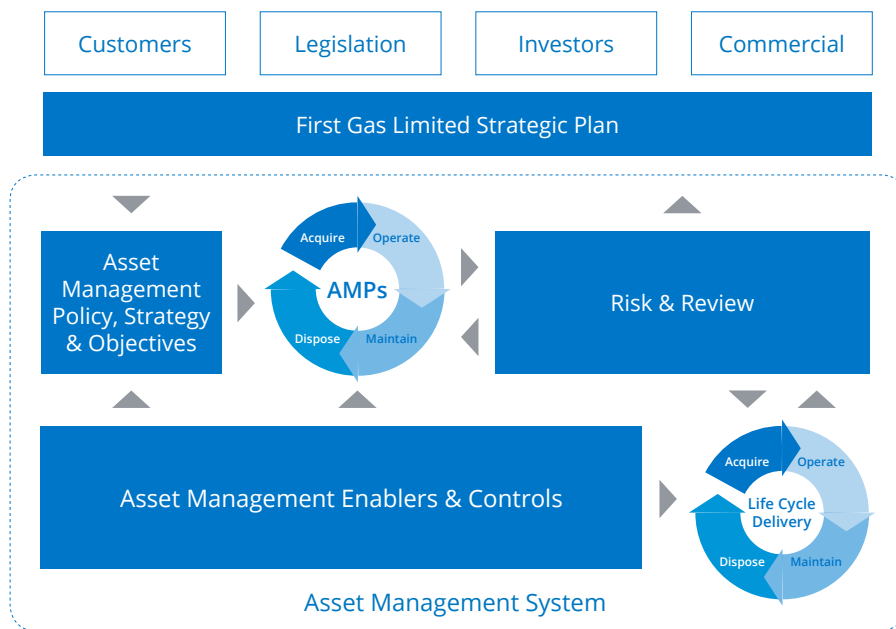 Customers
Legislation
Investors
Commercial
First Gas Limited Strategic Plan
Asset
Management
Policy, Strategy
& Objectives
Acquire
Operate
AMPs
Dispose
Maintain
Risk & Review
Asset Management Enablers & Controls
Acquire
Operate
Life Cycle
Delivery
Dispose
Maintain
Asset Management System